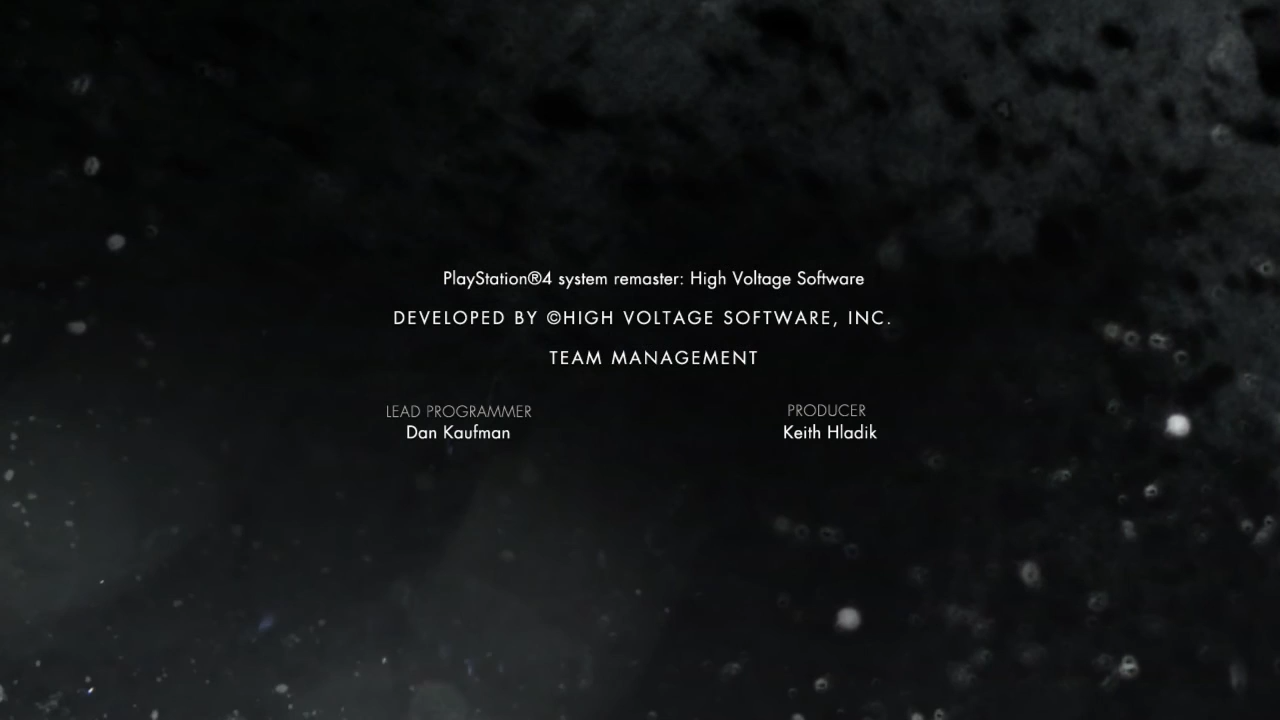 PlayStation®4 system remaster: High Voltage Software
DEVELOPED BY ©HIGH VOLTAGE SOFTWARE, INC.
TEAM MANAGEMENT
LEAD PROGRAMMER
Dan Kaufman
PRODUCER
Keith Hladik